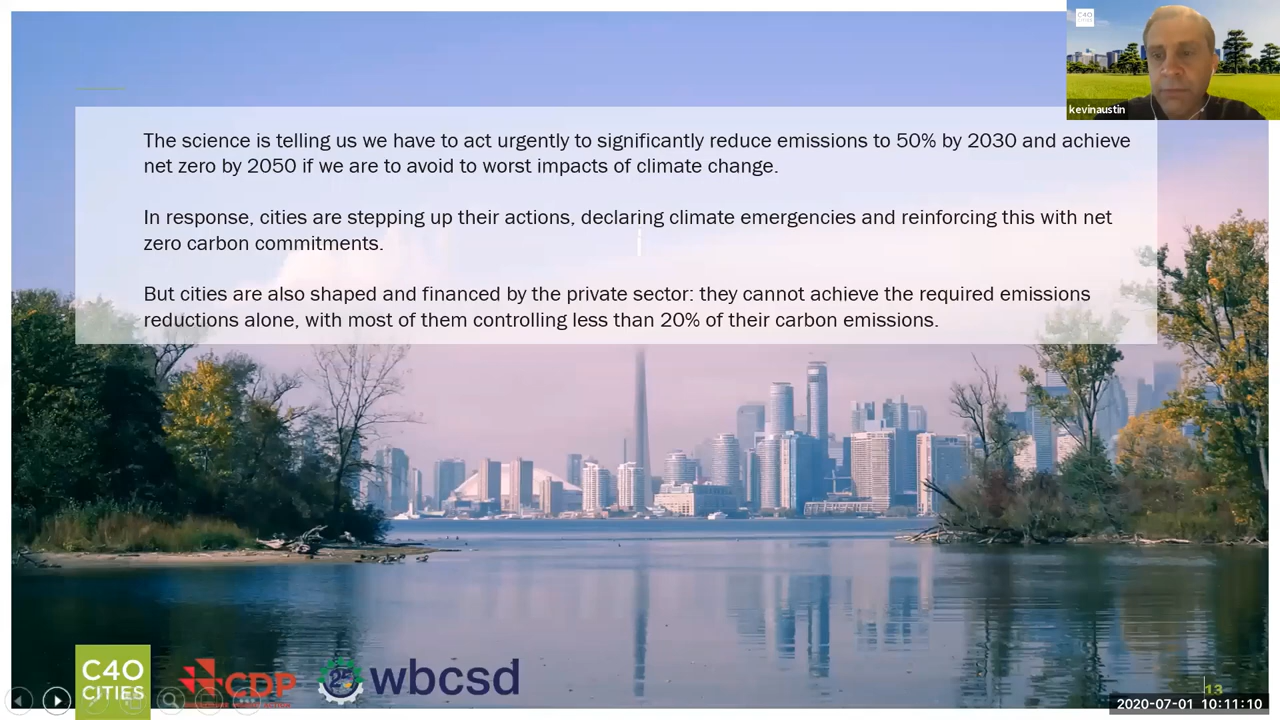 C40
CITIES
kevinaustin
The science is telling us we have to act urgently to significantly reduce emissions to 50% by 2030 and achieve
net zero by 2050 if we are to avoid to worst impacts of climate change.
In response, cities are stepping up their actions, declaring climate emergencies and reinforcing this with net
zero carbon commitments.
But cities are also shaped and financed by the private sector: they cannot achieve the required emissions
reductions alone, with most of them controlling less than 20% of their carbon emissions.
C40
CITIES
CDP
25
wbcsd
13
2020-07-01 10:11:10